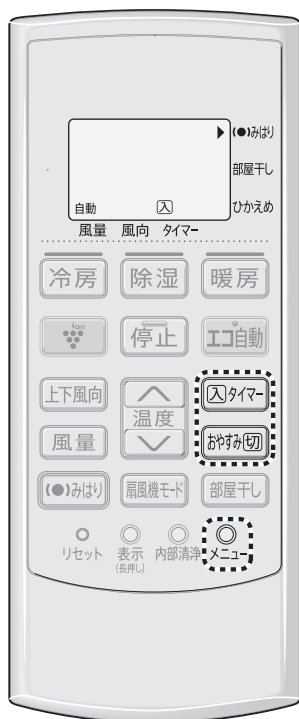 (●)みはり
部屋干し
自動 入 ひかえめ
風量 風向 タイマー
冷房 除湿 暖房
ion 停止 エコ自動
上下風向 温度 入タイマー
風量 おやすみ切
(●)みはり 扇風機モード 部屋干し
リセット 表示 内部清浄 メニュー
(長押し)